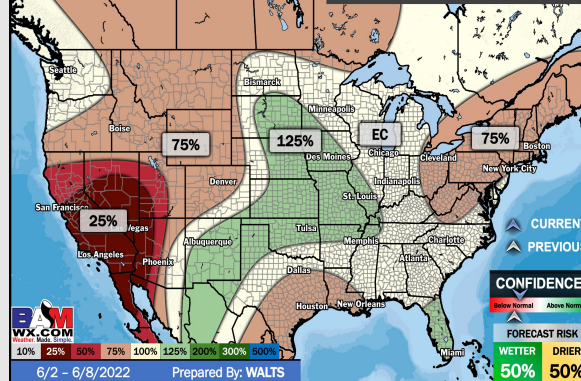 Seattle
Bismarck
Minneapolis
Boise
75%
125%
EC
75%
Boston
Des Moines
Chicago
Cleveland
New York City
Denver
Indianapolis
St. Louis
San Francisco
25%
Vegas
Tulsa
Albuquerque
Memphis
Charlotte
Los Angeles
Phoenix
Atlanta
Dallas
Houston
New Orleans
Miami
CURRENT
PREVIOUS
CONFIDENCE
Below Normal Above Norm
FORECAST RISK
WETTER DRIER
50% 50%
BAM
WX.COM
Weather. Made. Simple.
10% 25% 50% 75% 100% 125% 200% 300% 500%
6/2 – 6/8/2022 Prepared By: WALTS